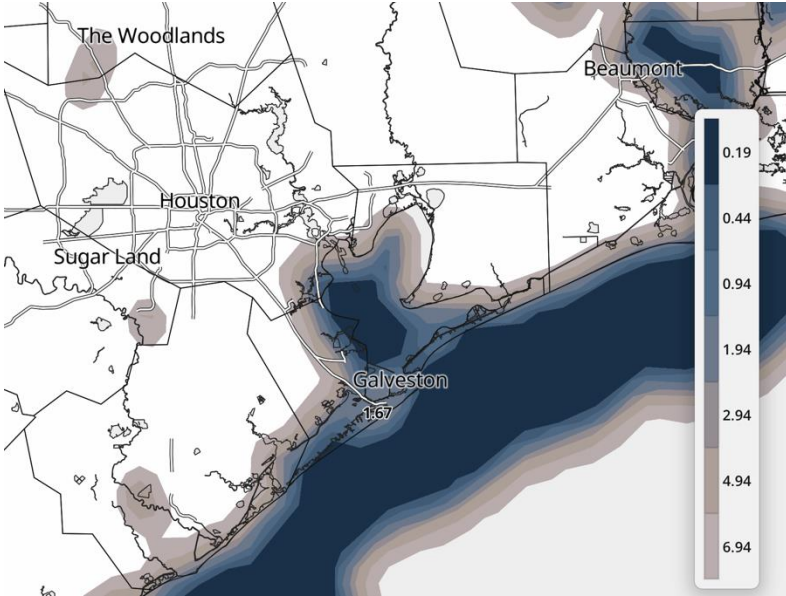 The Woodlands
Beaumont
Houston
Sugar Land
Galveston
1.67
0.19
0.44
0.94
1.94
2.94
4.94
6.94